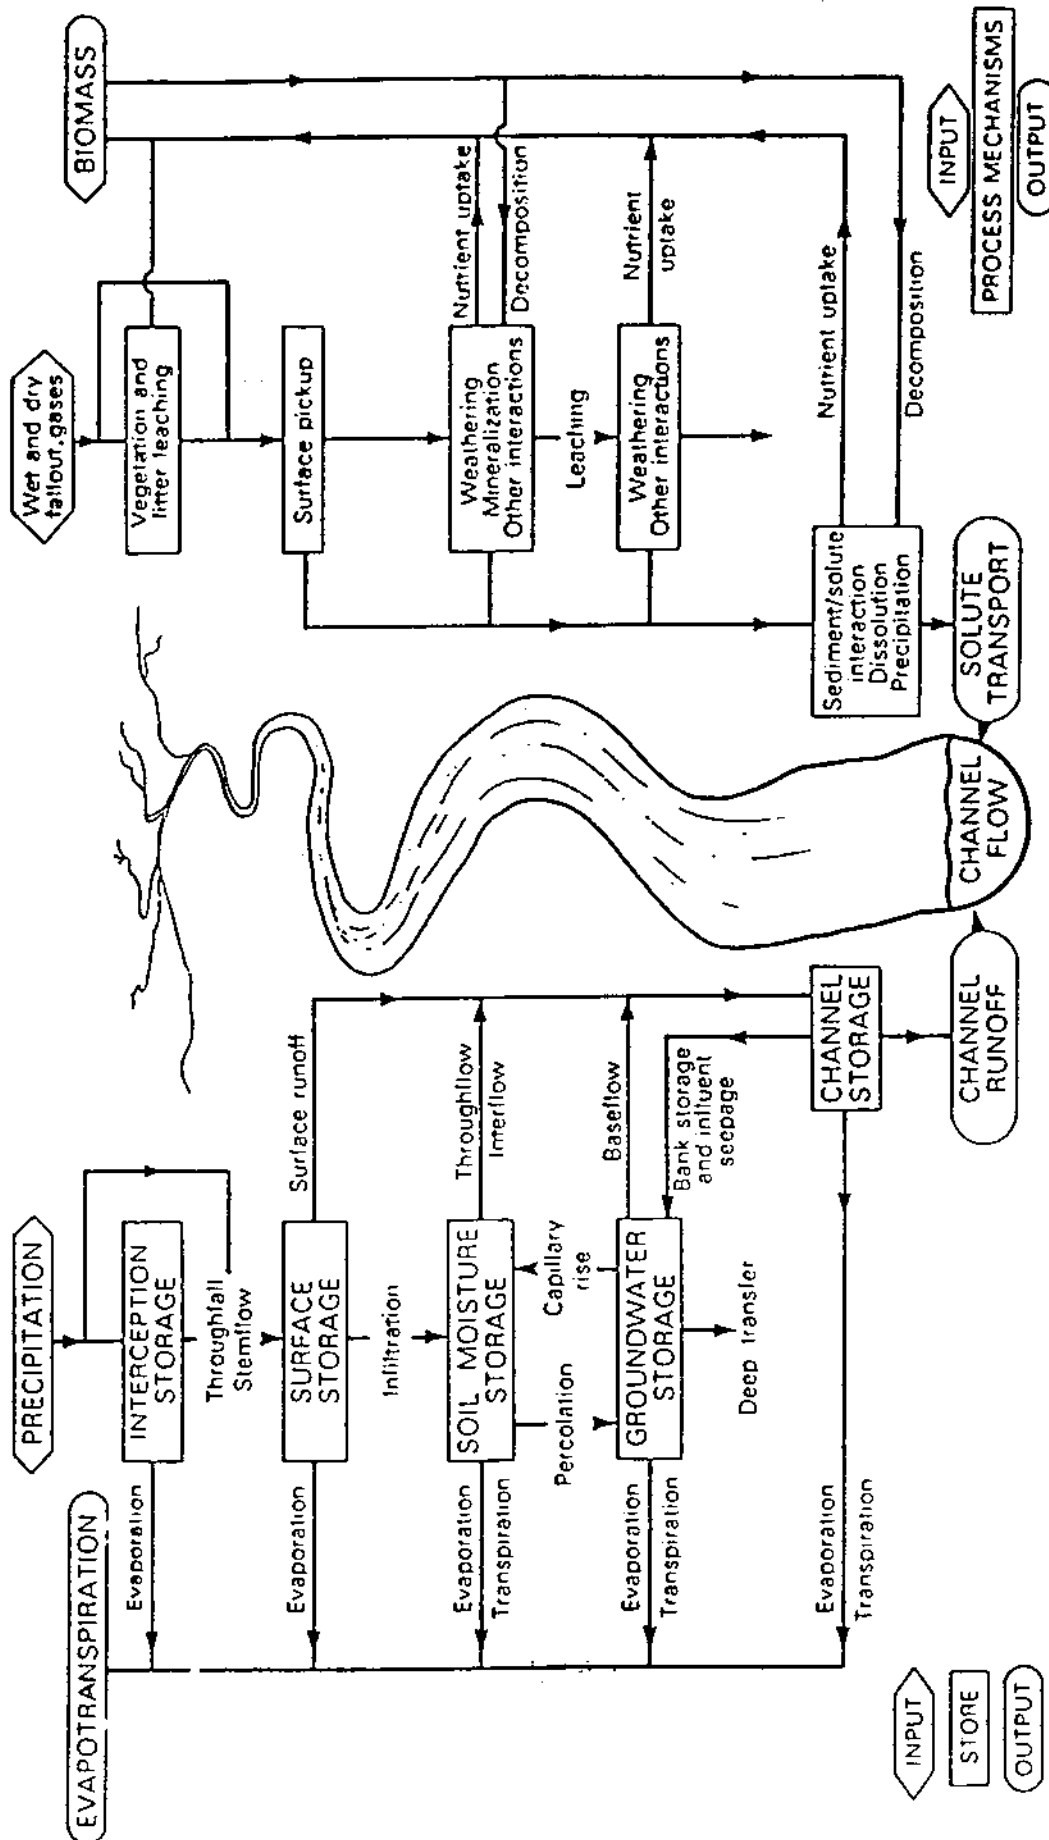 EVAPOTRANSPIRATION
PRECIPITATION
Evaporation
INTERCEPTION
STORAGE
Throughfall
Stemflow
Evaporation
SURFACE
STORAGE
Surface runoff
Infiltration
Evaporation
Transpiration
SOIL MOISTURE
STORAGE
Throughflow
Interflow
Percolation
Capillary
rise
Evaporation
Transpiration
GROUNDWATER
STORAGE
Baseflow
Bank storage
and influent
seepage
Deep transfer
Evaporation
Transpiration
CHANNEL
STORAGE
CHANNEL
RUNOFF
INPUT
STORE
OUTPUT
CHANNEL
FLOW
Wet and dry
fallout,gases
BIOMASS
Vegetation and
litter leaching
Surface pickup
Weathering
Mineralization
Other interactions
Nutrient uptake
Decomposition
Leaching
Weathering
Other interactions
Nutrient
uptake
Sediment/solute
interaction
Dissolution
Precipitation
Nutrient uptake
Decomposition
SOLUTE
TRANSPORT
INPUT
PROCESS MECHANISMS
OUTPUT